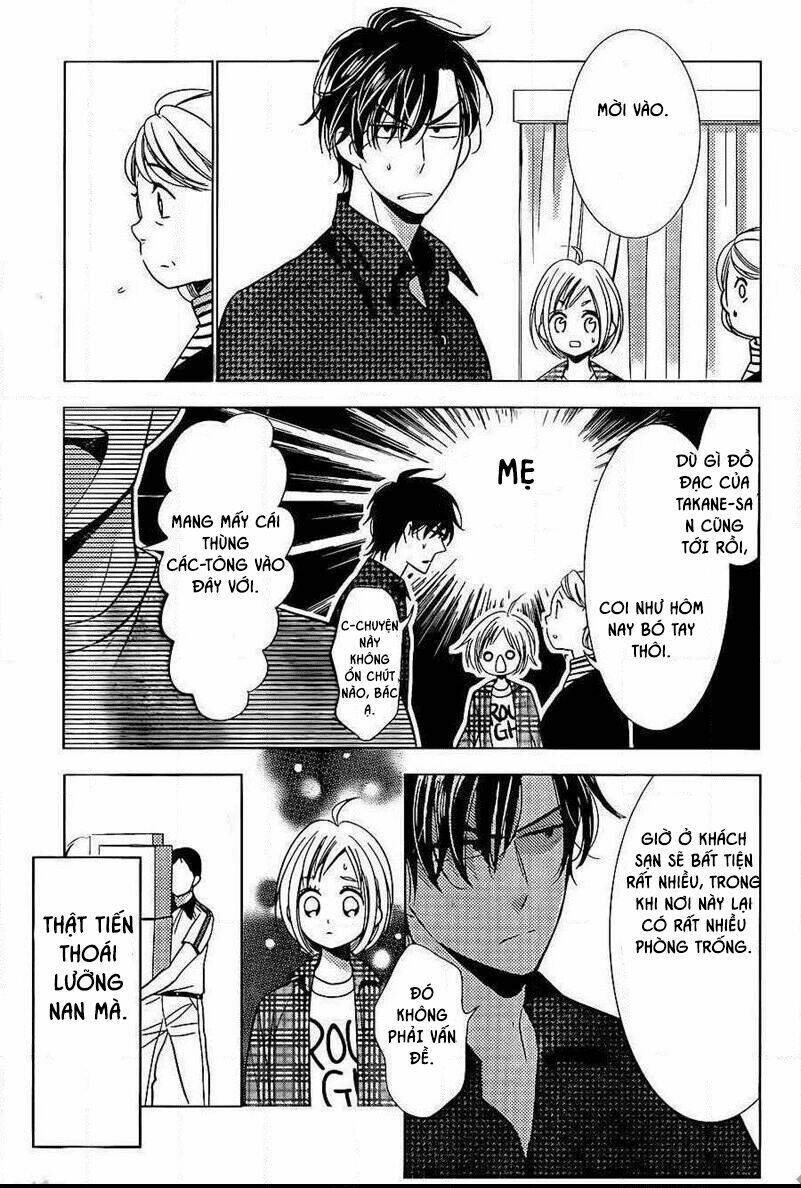 MỜI VÀO.
DÙ GÌ ĐỒ
ĐẠC CỦA
TAKANE-SA
N CŨNG
TỚI RỒI,
COI NHƯ HÔM
NAY BÓ TAY
THÔI.
MẸ
C-CHUYỆN
NÀY
KHÔNG
ỔN CHÚT
NÀO, BÁC
Ạ.
ROU
GH
MANG MẤY CÁI
THÙNG
CÁC-TÔNG VÀO
ĐÂY VỚI.
GIỜ Ở KHÁCH
SẠN SẼ BẤT TIỆN
RẤT NHIỀU, TRONG
KHI NƠI NÀY LẠI
CÓ RẤT NHIỀU
PHÒNG TRỐNG.
ĐÓ
KHÔNG
PHẢI VẤN
ĐỀ.
ROU
GH
THẬT TIẾN
THOÁI
LƯỠNG
NAN MÀ.